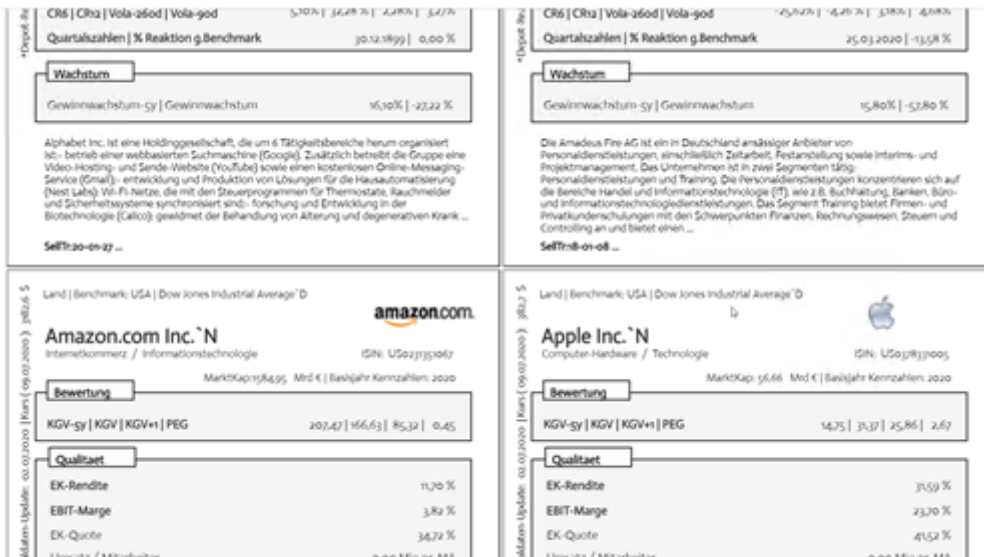 CR6 | CR12 | Vola-260d | Vola-90d
Quartalszahlen | % Reaktion g.Benchmark 30.12.1899 | 0,00 %
Wachstum
Gewinnwachstum-5y | Gewinnwachstum 16,10% | -27,22 %
Alphabet Inc. ist eine Holdinggesellschaft, die um 6 Tätigkeitsbereiche herum organisiert
ist:- betrieb einer webbasierten Suchmaschine (Google). Zusätzlich betreibt die Gruppe eine
Video-Hosting- und Sende-Website (YouTube) sowie einen kostenlosen Online-Messaging-
Service (Gmail);- entwicklung und Produktion von Lösungen für die Hausautomatisierung
(Nest Labs): Wi-Fi-Netze, die mit den Steuerprogrammen für Thermostate, Rauchmelder
und Sicherheitssysteme synchronisiert sind;- forschung und Entwicklung in der
Biotechnologie (Calico): gewidmet der Behandlung von Alterung und degenerativen Krank ...
SellTr:20-01-27 ...
CR6 | CR12 | Vola-260d | Vola-90d
Quartalszahlen | % Reaktion g.Benchmark 25.03.2020 | -13,58 %
Wachstum
Gewinnwachstum-5y | Gewinnwachstum 15,80% | -57,80 %
Die Amadeus Fire AG ist ein in Deutschland ansässiger Anbieter von
Personaldienstleistungen, einschließlich Zeitarbeit, Festanstellung sowie Interims- und
Projektmanagement. Das Unternehmen ist in zwei Segmenten tätig:
Personaldienstleistungen und Training. Die Personaldienstleistungen konzentrieren sich auf
die Bereiche Handel und Informationstechnologie (IT), wie z.B. Buchhaltung, Banken, Büro-
und Informationstechnologiedienstleistungen. Das Segment Training bietet Firmen- und
Privatkundenschulungen mit den Schwerpunkten Finanzen, Rechnungswesen, Steuern und
Controlling an und bietet einen ...
SellTr:18-01-08 ...
Land | Benchmark: USA | Dow Jones Industrial Average`D
amazon.com.
Amazon.com Inc.`N
Internetkommerz / Informationstechnologie ISIN: US0231351067
MarktKap:1584,95 Mrd € | Basisjahr Kennzahlen: 2020
Bewertung
KGV-5y | KGV | KGV+1 | PEG 207,47 | 166,63 | 85,32 | 0,45
Qualitaet
EK-Rendite 11,70 %
EBIT-Marge 3,82 %
EK-Quote 34,72 %
Land | Benchmark: USA | Dow Jones Industrial Average`D
Apple Inc.`N
Computer-Hardware / Technologie ISIN: US0378331005
MarktKap: 56,66 Mrd € | Basisjahr Kennzahlen: 2020
Bewertung
KGV-5y | KGV | KGV+1 | PEG 14,75 | 31,37 | 25,86 | 2,67
Qualitaet
EK-Rendite 31,59 %
EBIT-Marge 23,70 %
EK-Quote 41,52 %